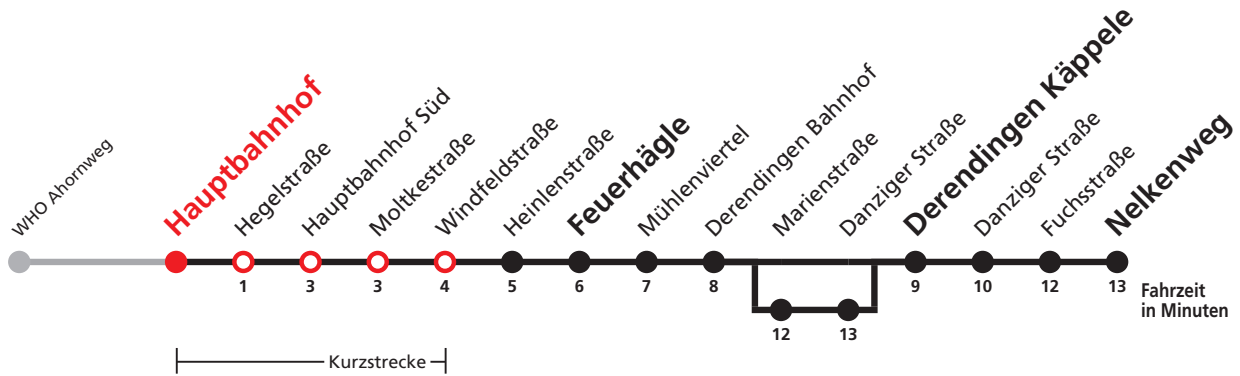 WHO Ahornweg
Hauptbahnhof
Hegelstraße
Hauptbahnhof Süd
Moltkestraße
Windfeldstraße
Heinlenstraße
Feuerhägle
Mühlenviertel
Derendingen Bahnhof
Marienstraße
Danziger Straße
Derendingen Käppele
Danziger Straße
Fuchsstraße
Nelkenweg
1 3 3 4 5 6 7 8 9 10 12 13
Fahrzeit
in Minuten
12 13
Kurzstrecke